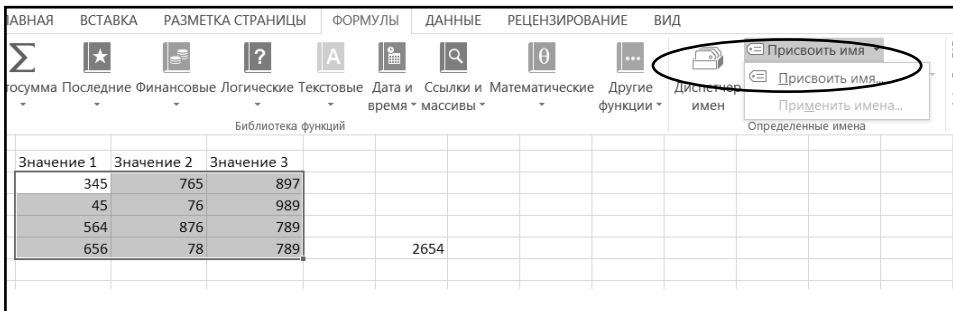 ЛАВНАЯ ВСТАВКА РАЗМЕТКА СТРАНИЦЫ ФОРМУЛЫ ДАННЫЕ РЕЦЕНЗИРОВАНИЕ ВИД
тосумма Последние Финансовые Логические Текстовые Дата и время Ссылки и массивы Математические Другие функции Диспетчер имен
Присвоить имя
Присвоить имя...
Применить имена...
Библиотека функций Определенные имена
Значение 1 Значение 2 Значение 3
345 765 897
45 76 989
564 876 789
656 78 789 2654